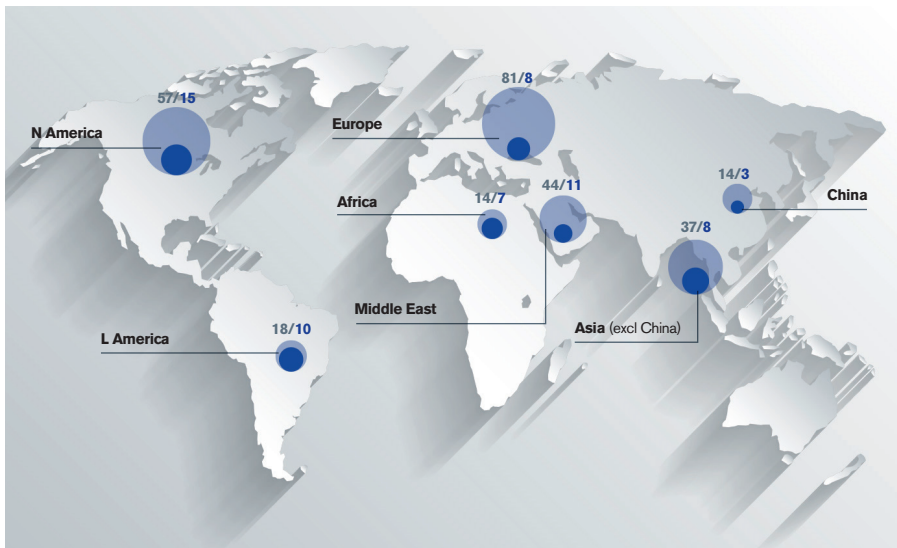 57/15
N America
81/8
Europe
14/7
Africa
44/11
Middle East
14/3
China
37/8
Asia (excl China)
18/10
L America